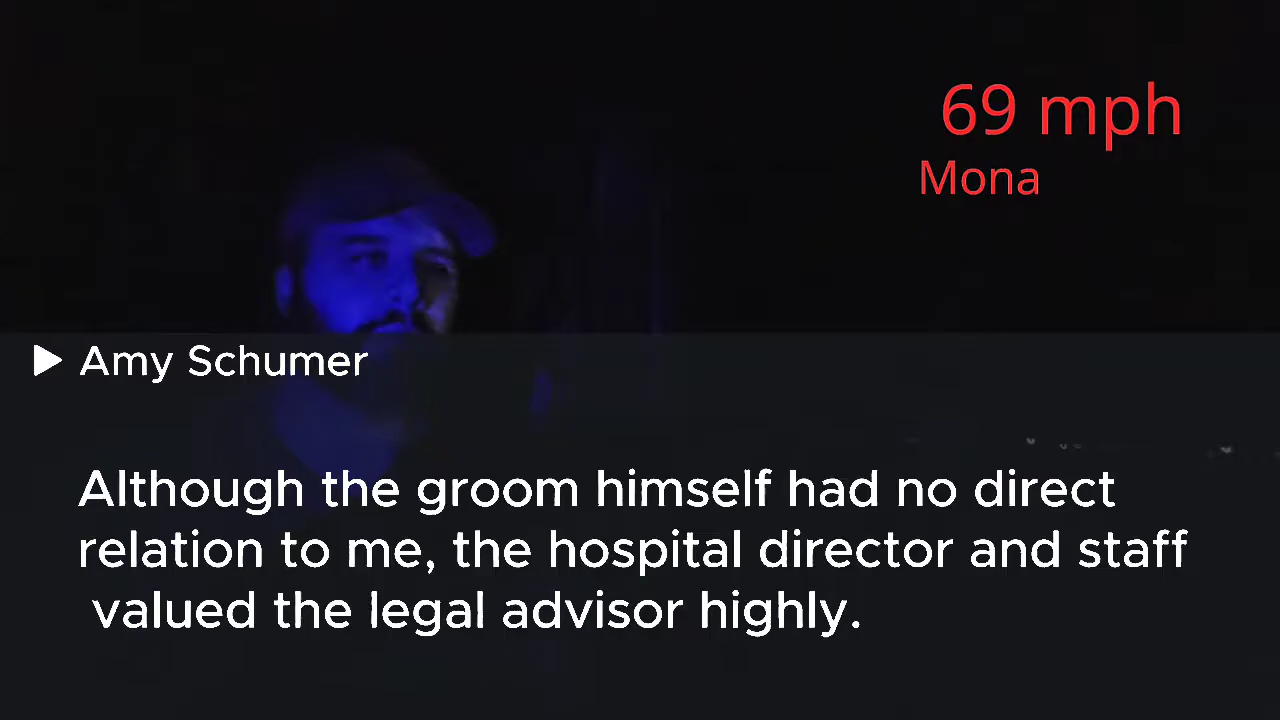 69 mph
Mona
Amy Schumer
Although the groom himself had no direct
relation to me, the hospital director and staff
valued the legal advisor highly.